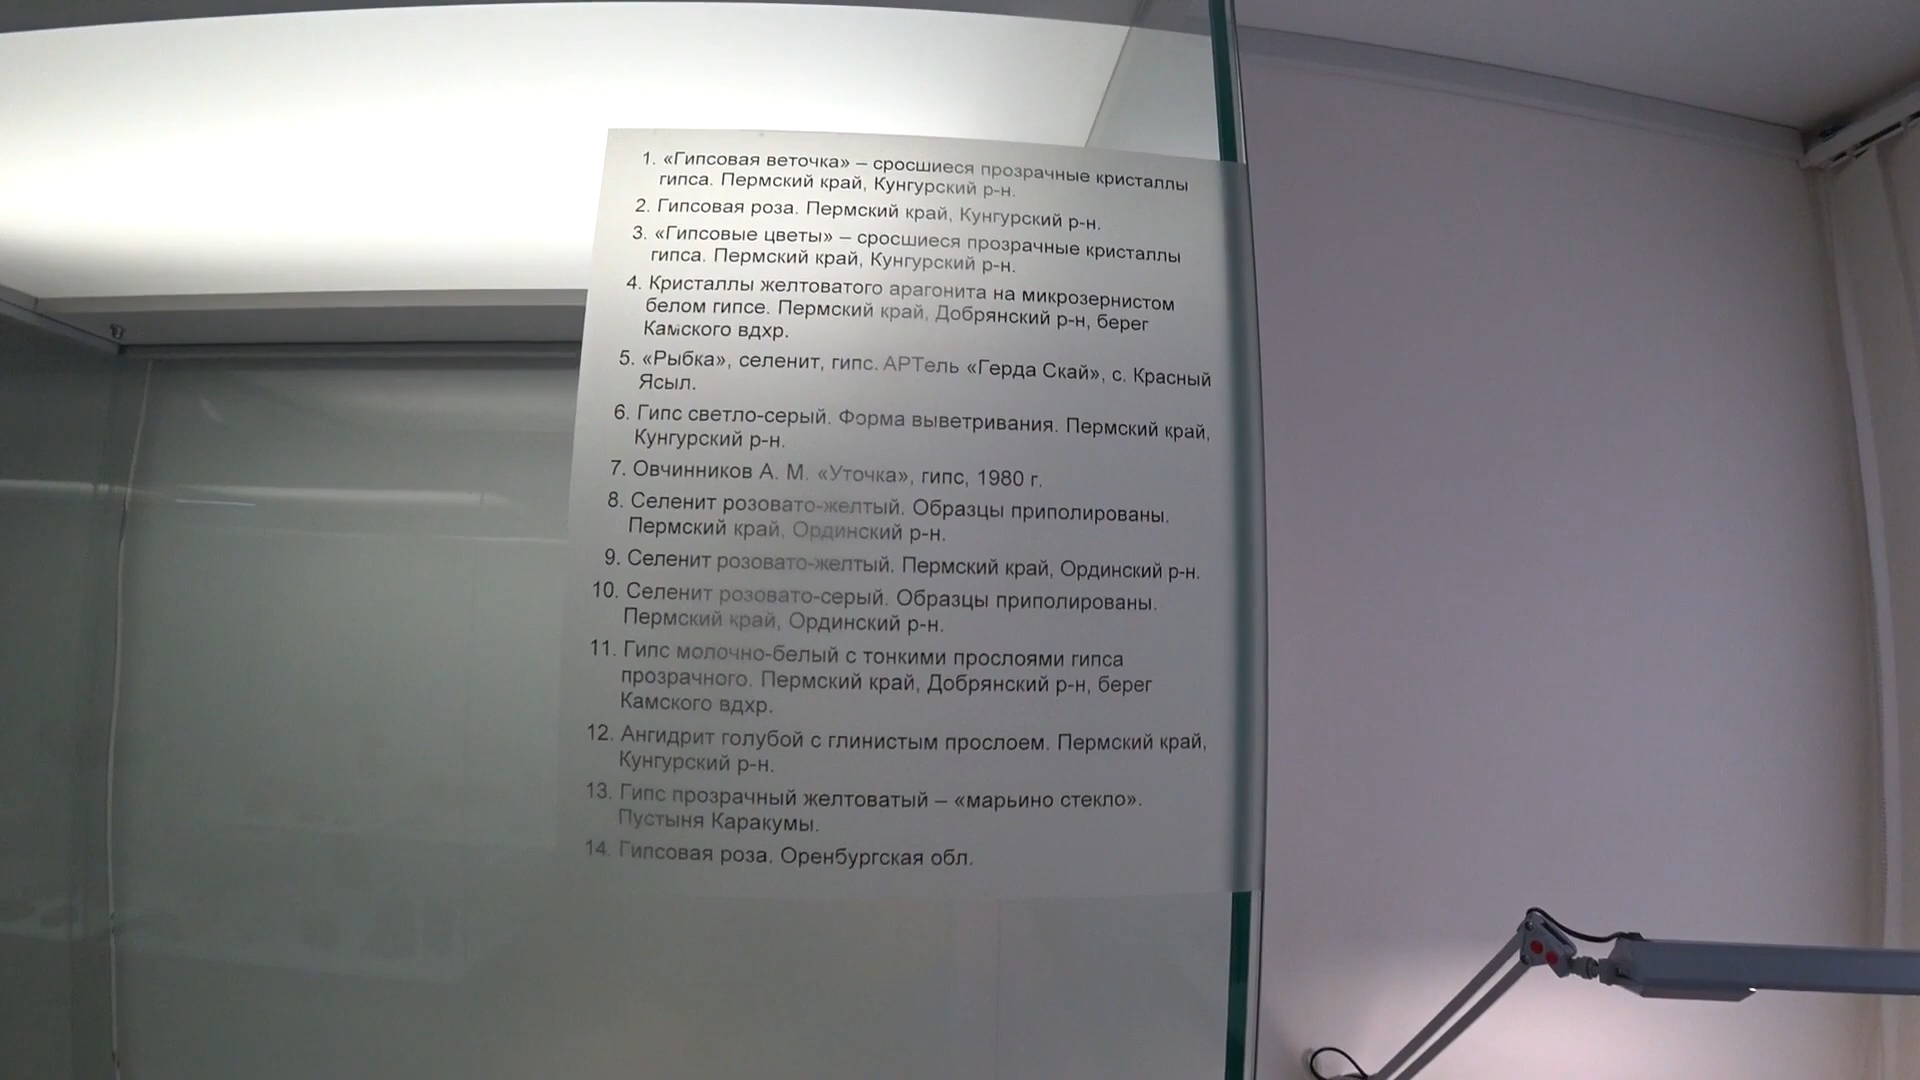 1. «Гипсовая веточка» – сросшиеся прозрачные кристаллы
гипса. Пермский край, Кунгурский р-н.
2. Гипсовая роза. Пермский край, Кунгурский р-н.
3. «Гипсовые цветы» – сросшиеся прозрачные кристаллы
гипса. Пермский край, Кунгурский р-н.
4. Кристаллы желтоватого арагонита на микрозернистом
белом гипсе. Пермский край, Добрянский р-н, берег
Камского вдхр.
5. «Рыбка», селенит, гипс. АРТель «Герда Скай», с. Красный
Ясыл.
6. Гипс светло-серый. Форма выветривания. Пермский край,
Кунгурский р-н.
7. Овчинников А. М. «Уточка», гипс, 1980 г.
8. Селенит розовато-желтый. Образцы приполированы.
Пермский край, Ординский р-н.
9. Селенит розовато-желтый. Пермский край, Ординский р-н.
10. Селенит розовато-серый. Образцы приполированы.
Пермский край, Ординский р-н.
11. Гипс молочно-белый с тонкими прослоями гипса
прозрачного. Пермский край, Добрянский р-н, берег
Камского вдхр.
12. Ангидрит голубой с глинистым прослоем. Пермский край,
Кунгурский р-н.
13. Гипс прозрачный желтоватый – «марьино стекло».
Пустыня Каракумы.
14. Гипсовая роза. Оренбургская обл.